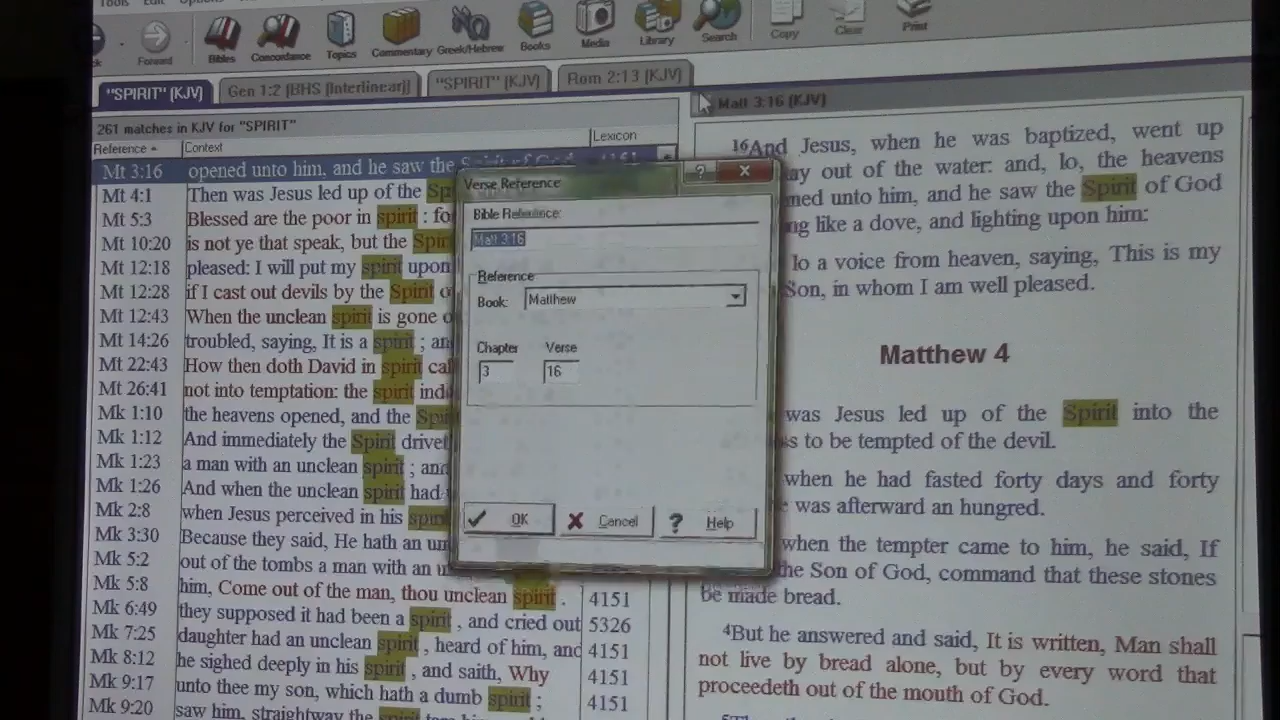 Tools Edit Options
Forward Bibles Concordance Topics Commentary Greek/Hebrew Books Media Library Search Copy Clear Print
"SPIRIT" (KJV) Gen 1:2 (BHS (Interlinear)) "SPIRIT" (KJV) Rom 2:13 (KJV)
261 matches in KJV for "SPIRIT"
Reference Context Lexicon
Mt 3:16 opened unto him, and he saw the Spirit of God 4151
Mt 4:1 Then was Jesus led up of the
Mt 5:3 Blessed are the poor in spirit : fo
Mt 10:20 is not ye that speak, but the Spir
Mt 12:18 pleased: I will put my spirit upon
Mt 12:28 if I cast out devils by the Spirit o
Mt 12:43 When the unclean spirit is gone o
Mt 14:26 troubled, saying, It is a spirit ; an
Mt 22:43 How then doth David in spirit cal
Mt 26:41 not into temptation: the spirit ind
Mk 1:10 the heavens opened, and the Spi
Mk 1:12 And immediately the Spirit drivet
Mk 1:23 a man with an unclean spirit ; and
Mk 1:26 And when the unclean spirit had
Mk 2:8 when Jesus perceived in his spiri
Mk 3:30 Because they said, He hath an un
Mk 5:2 out of the tombs a man with an u
Mk 5:8 him, Come out of the man, thou unclean spirit . 4151
Mk 6:49 they supposed it had been a spirit , and cried out 5326
Mk 7:25 daughter had an unclean spirit , heard of him, and 4151
Mk 8:12 he sighed deeply in his spirit , and saith, Why 4151
Mk 9:17 unto thee my son, which hath a dumb spirit ; 4151
Mk 9:20 saw him, straightway the spirit 4151
Verse Reference
Bible Reference:
Matt 3:16
Reference
Book: Matthew
Chapter Verse
3 16
OK Cancel Help
Matt 3:16 (KJV)
16And Jesus, when he was baptized, went up
ay out of the water: and, lo, the heavens
ned unto him, and he saw the Spirit of God
ng like a dove, and lighting upon him:
lo a voice from heaven, saying, This is my
Son, in whom I am well pleased.
Matthew 4
was Jesus led up of the Spirit into the
s to be tempted of the devil.
when he had fasted forty days and forty
e was afterward an hungred.
when the tempter came to him, he said, If
the Son of God, command that these stones
be made bread.
4But he answered and said, It is written, Man shall
not live by bread alone, but by every word that
proceedeth out of the mouth of God.